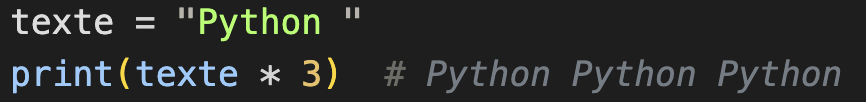 texte = "Python "
print(texte * 3)  # Python Python Python